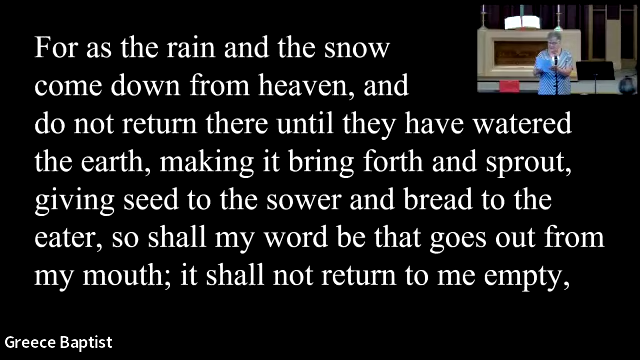 For as the rain and the snow
come down from heaven, and
do not return there until they have watered
the earth, making it bring forth and sprout,
giving seed to the sower and bread to the
eater, so shall my word be that goes out from
my mouth; it shall not return to me empty,
Greece Baptist